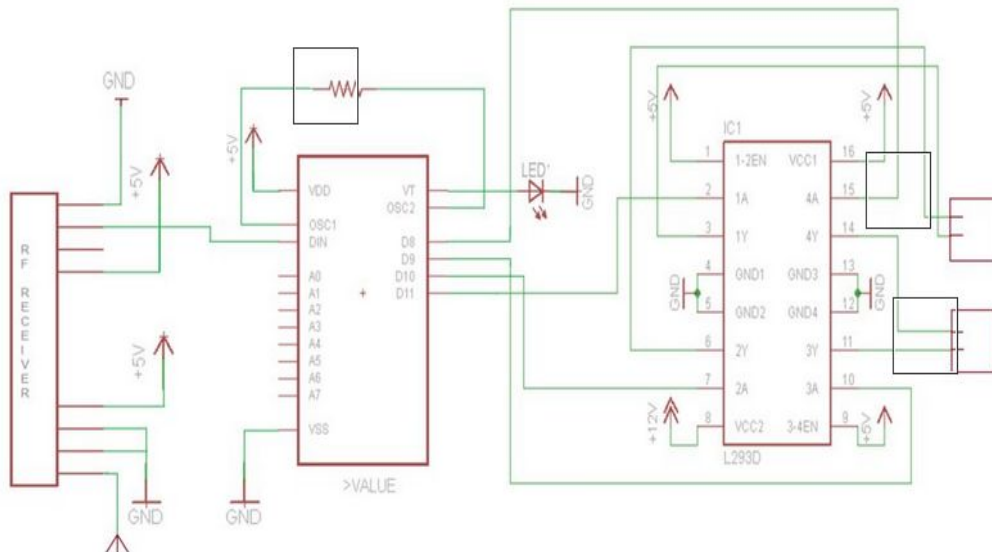 GND
+5V
RF RECEIVER
+5V
GND
+5V
VDD
OSC1
DIN
A0
A1
A2
A3
A4
A5
A6
A7
VSS
VT
OSC2
D8
D9
D10
D11
>VALUE
GND
LED'
GND
IC1
+5V
+5V
1 1-2EN VCC1 16
2 1A 4A 15
3 1Y 4Y 14
4 GND1 GND3 13
GND GND
5 GND2 GND4 12
6 2Y 3Y 11
7 2A 3A 10
8 VCC2 3-4EN 9
+12V
+5V
L293D